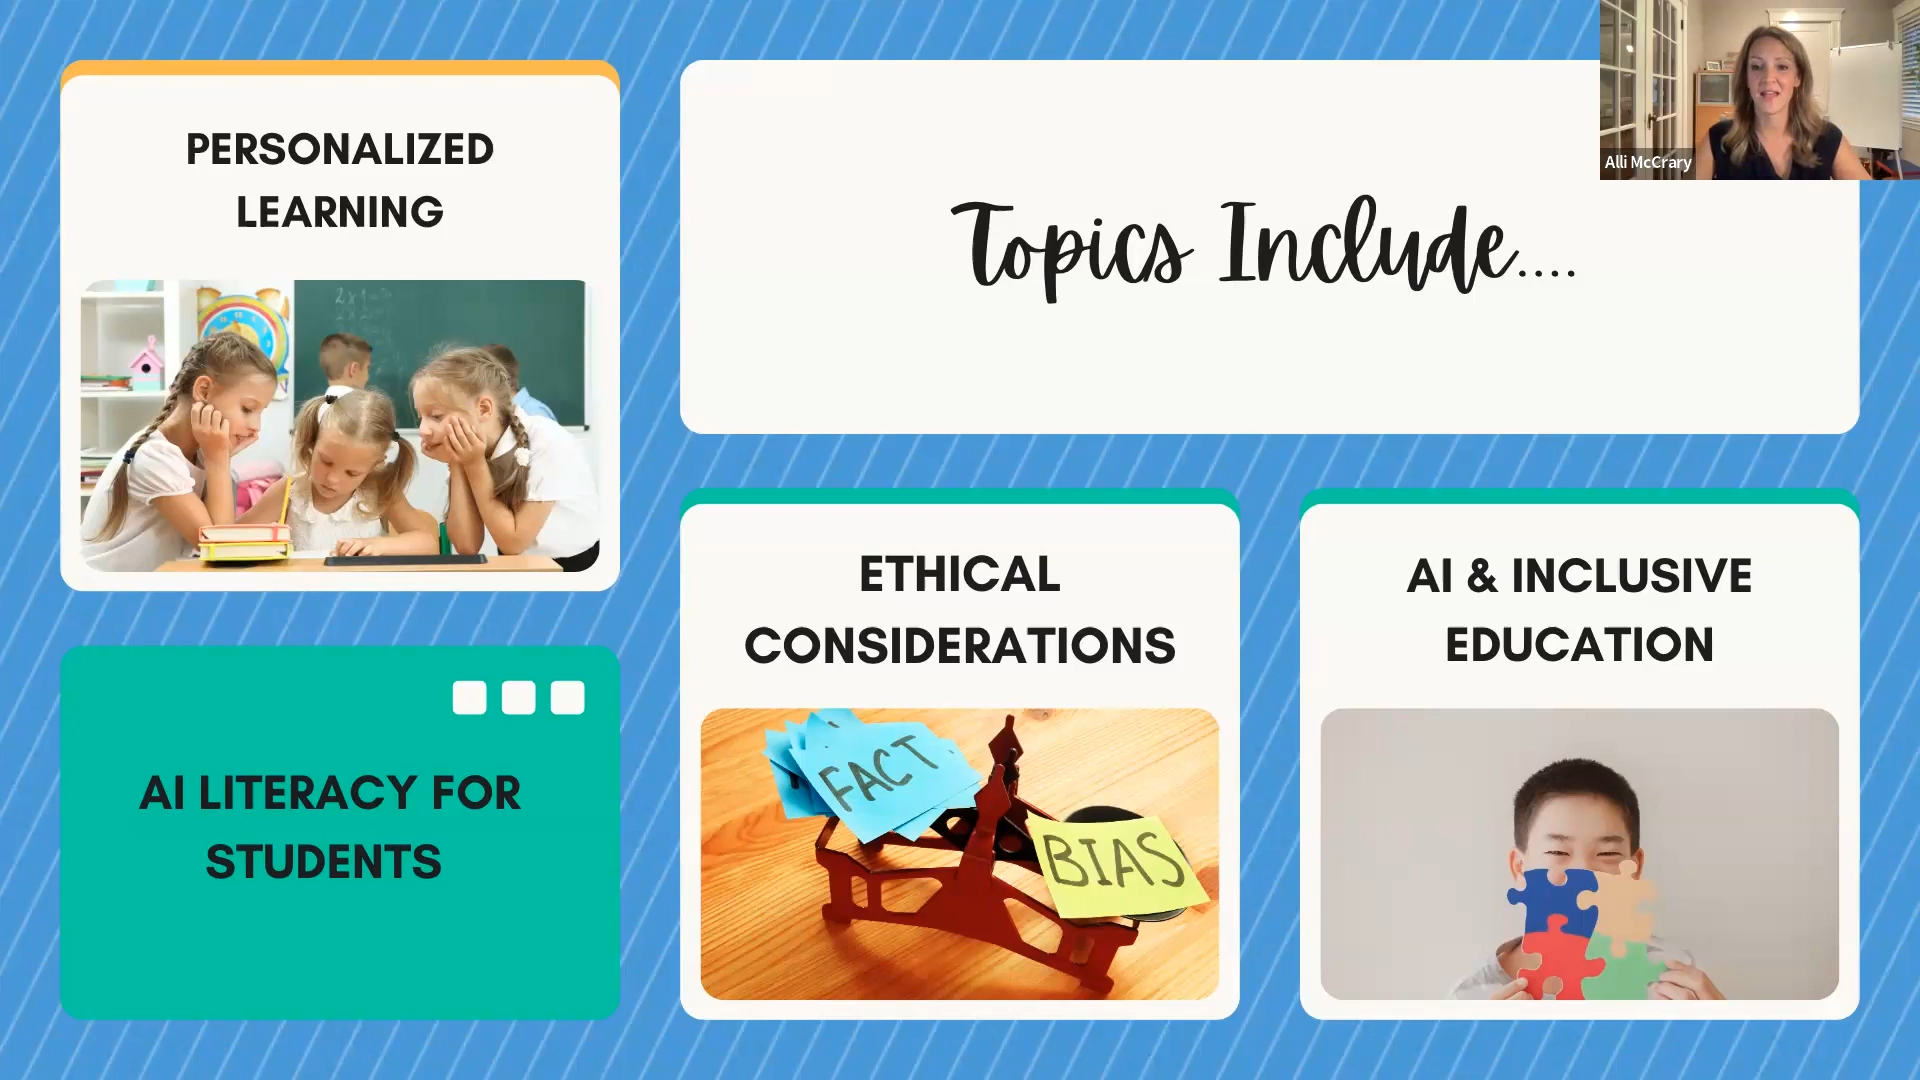 PERSONALIZED
LEARNING
Topics Include....
Alli McCrary
AI LITERACY FOR
STUDENTS
ETHICAL
CONSIDERATIONS
FACT
BIAS
AI & INCLUSIVE
EDUCATION